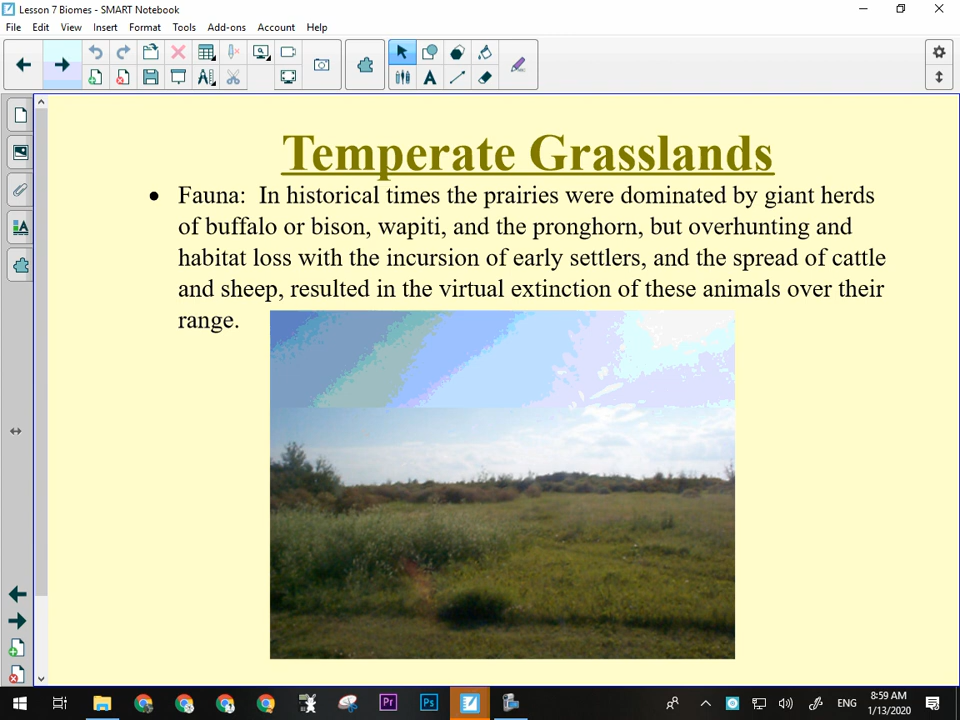 Lesson 7 Biomes - SMART Notebook
File Edit View Insert Format Tools Add-ons Account Help
Temperate Grasslands
• Fauna: In historical times the prairies were dominated by giant herds
of buffalo or bison, wapiti, and the pronghorn, but overhunting and
habitat loss with the incursion of early settlers, and the spread of cattle
and sheep, resulted in the virtual extinction of these animals over their
range.
Pr Ps ENG 8:59 AM
1/13/2020